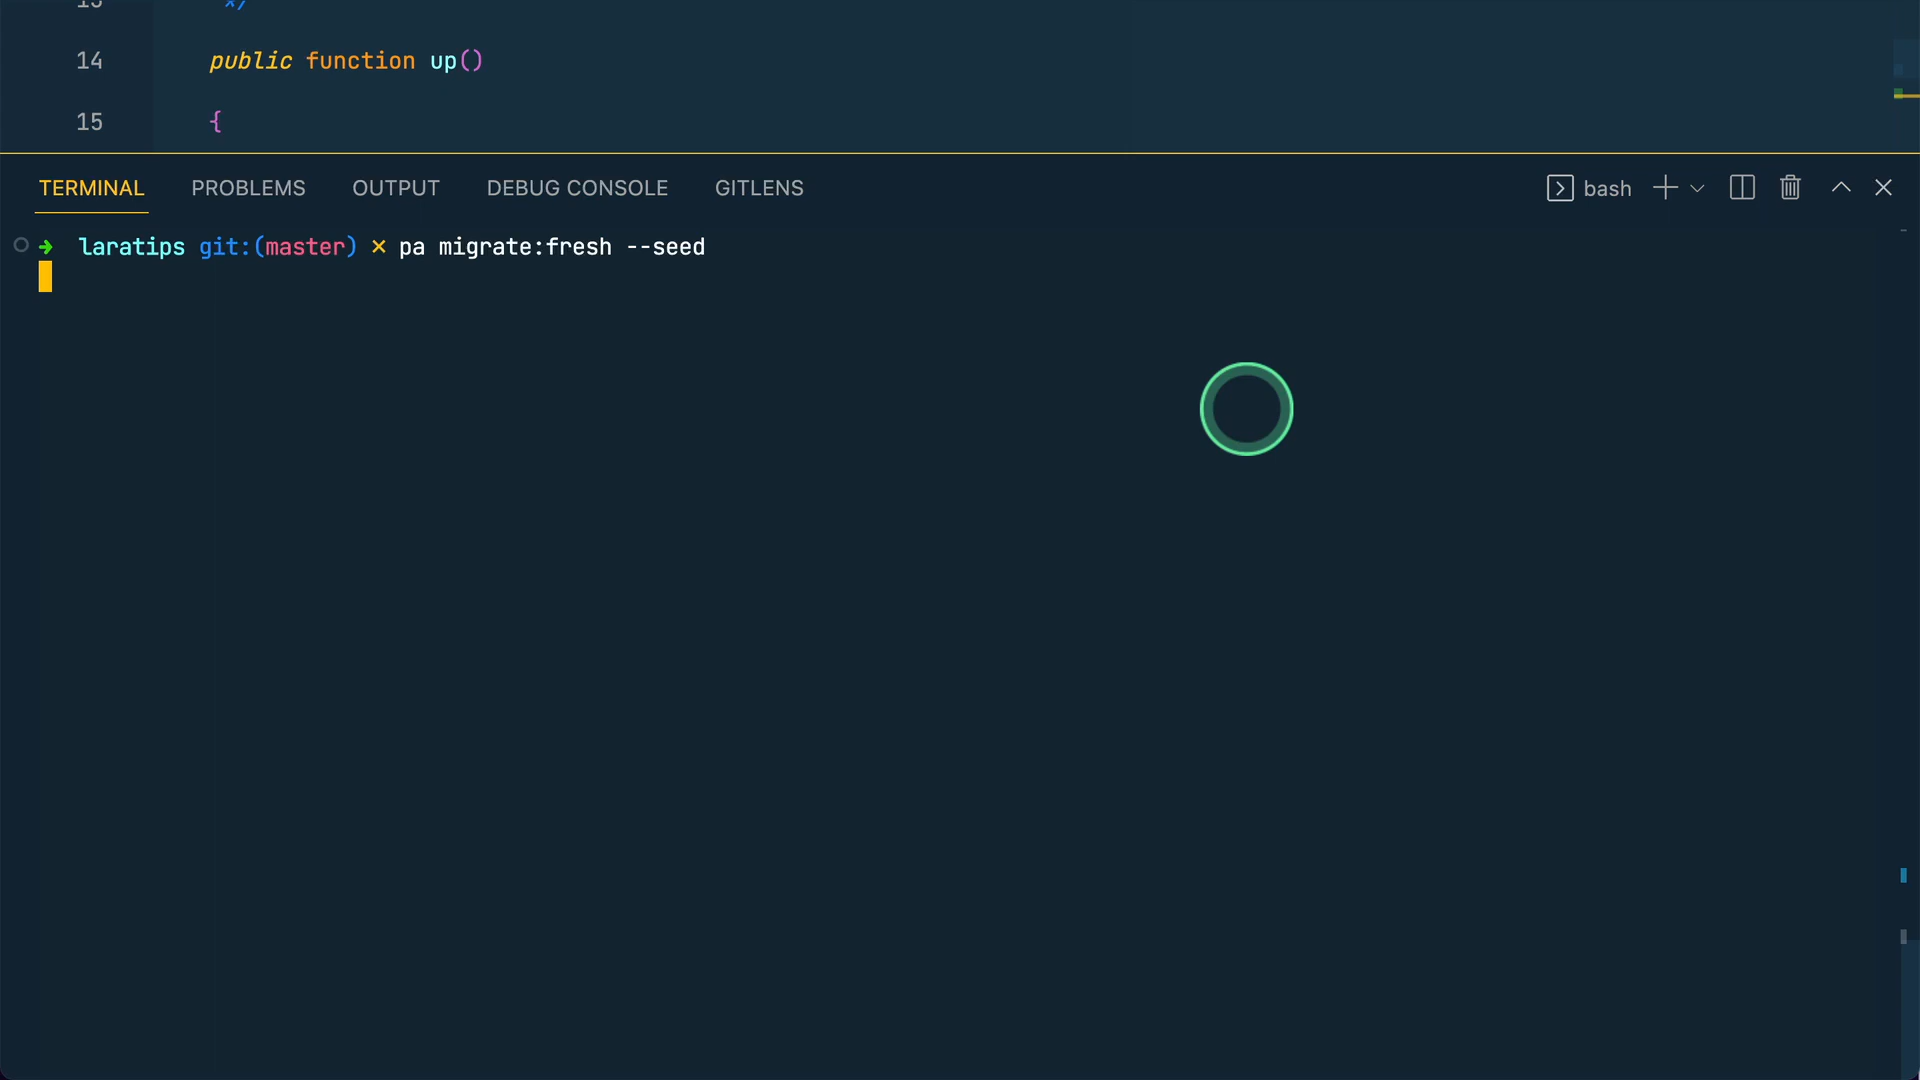 14 public function up()
15 {
TERMINAL PROBLEMS OUTPUT DEBUG CONSOLE GITLENS bash
laratips git:(master) × pa migrate:fresh --seed